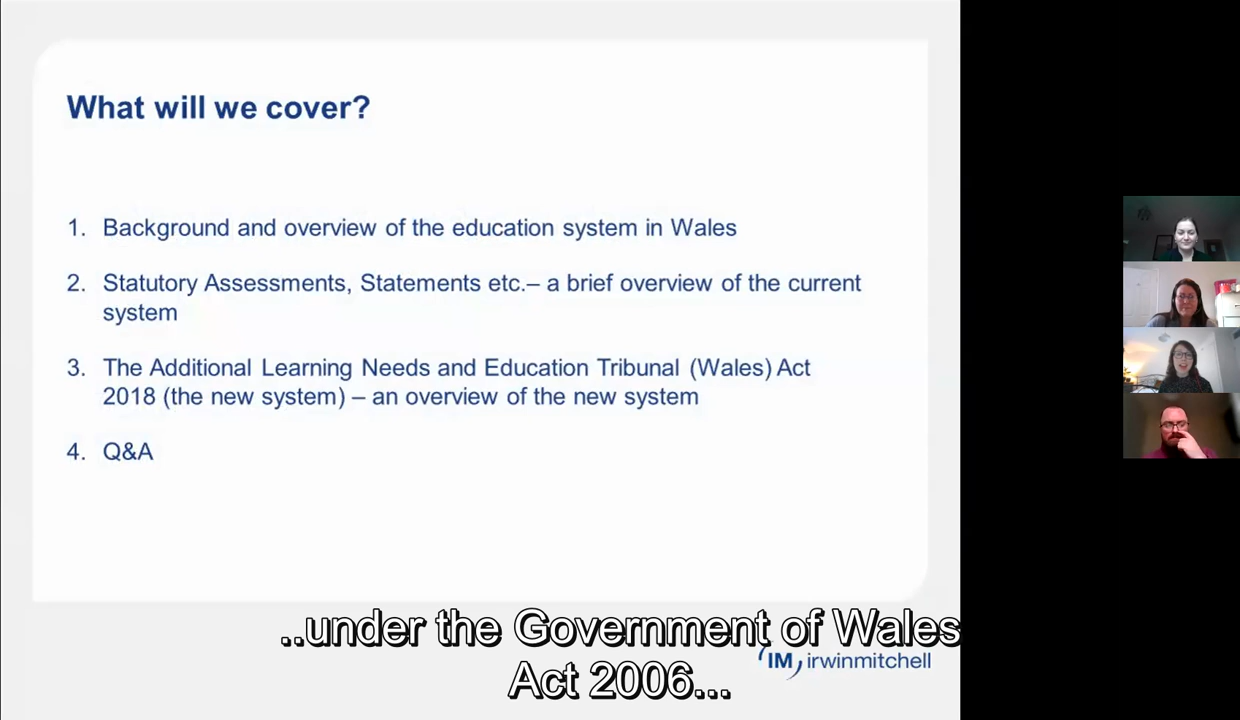 What will we cover?
1. Background and overview of the education system in Wales
2. Statutory Assessments, Statements etc.– a brief overview of the current
system
3. The Additional Learning Needs and Education Tribunal (Wales) Act
2018 (the new system) – an overview of the new system
4. Q&A
..under the Government of Wales
Act 2006...
IM irwinmitchell